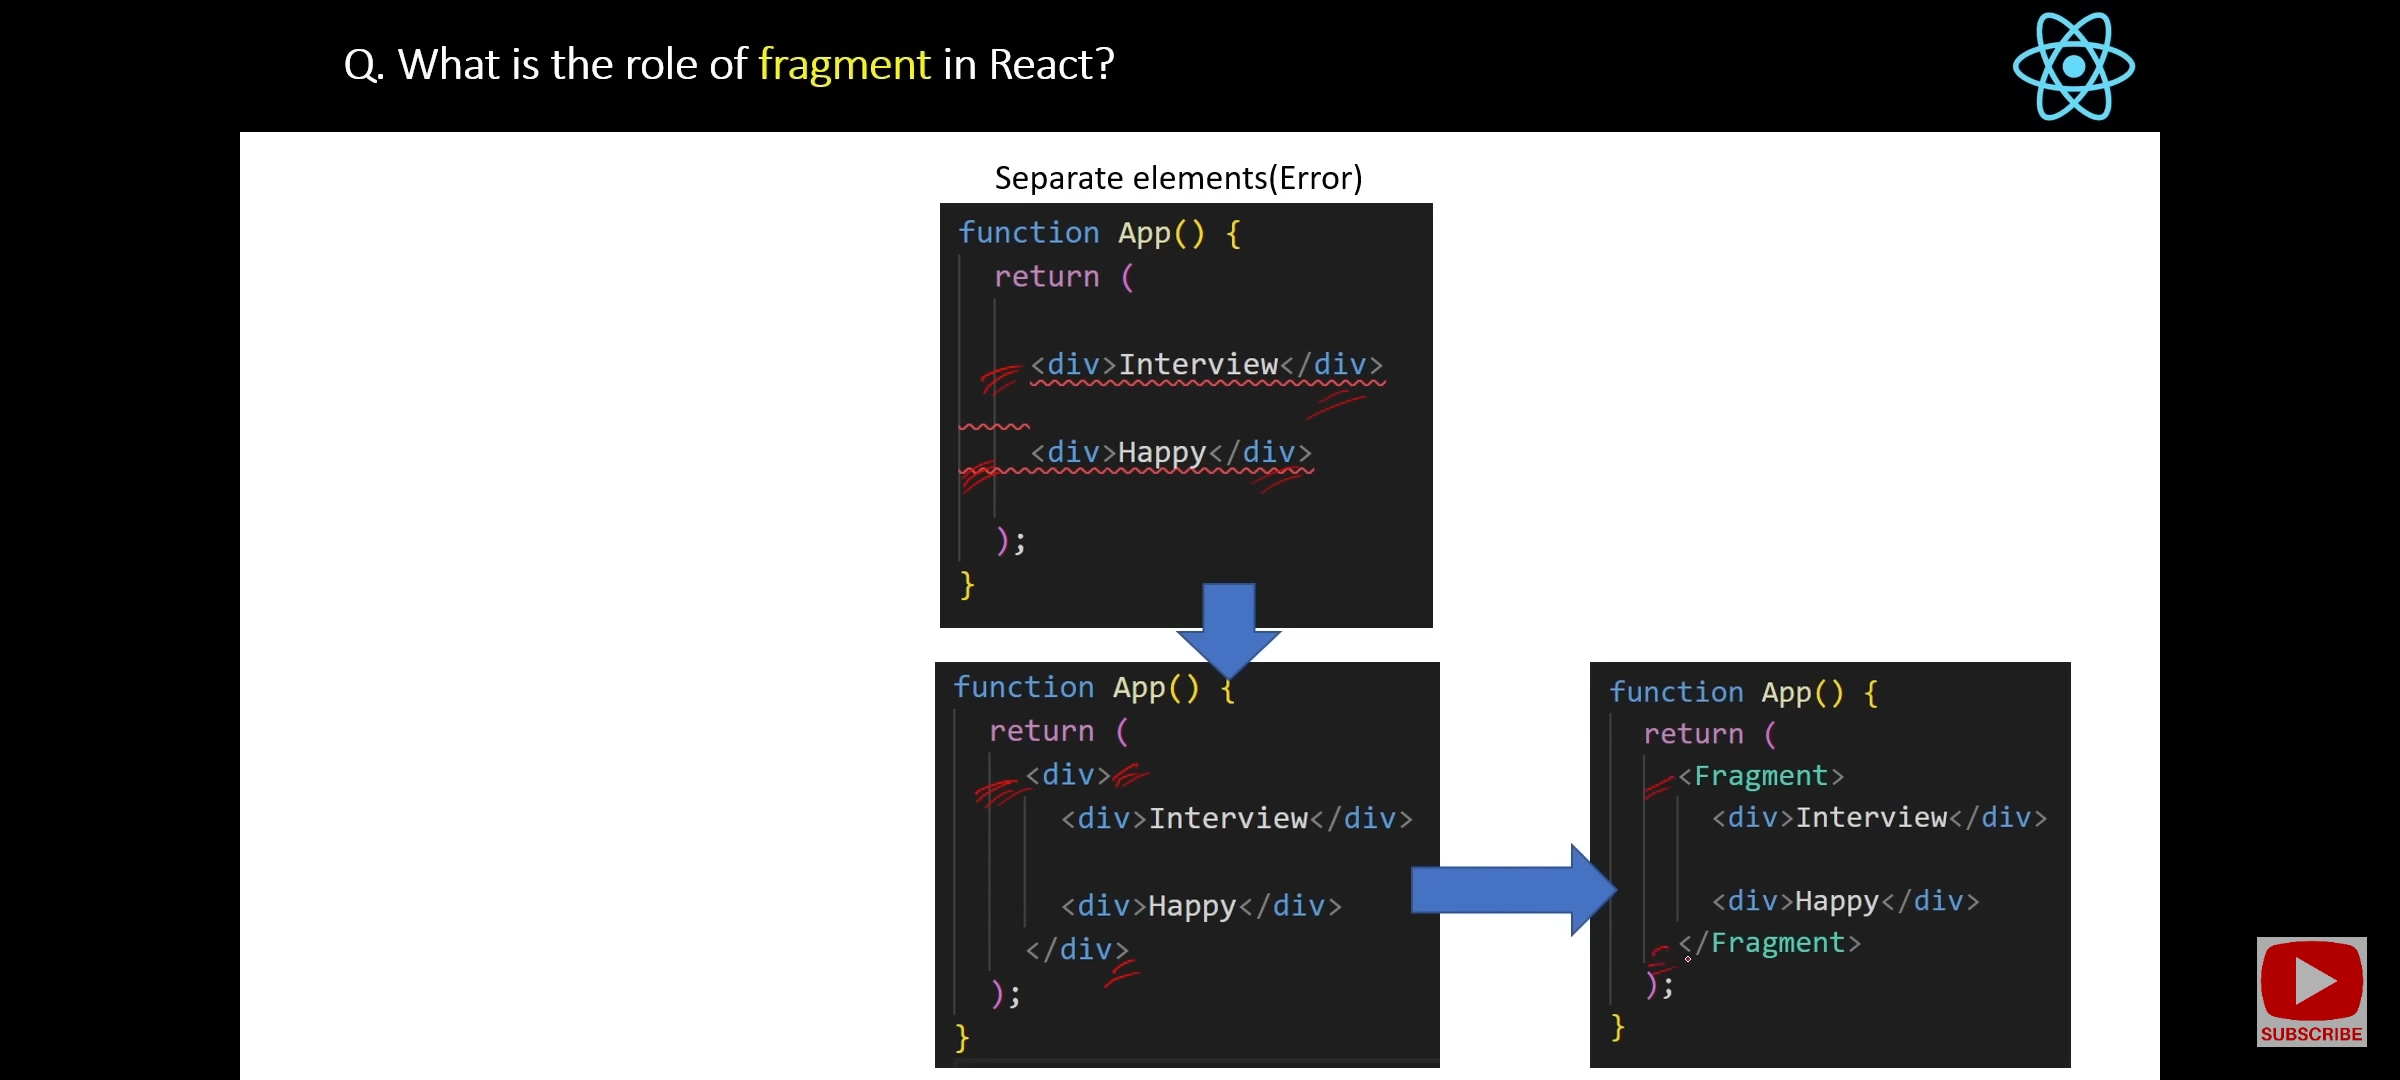 Q. What is the role of fragment in React?
Separate elements(Error)
function App() {
return (
<div>Interview</div>
<div>Happy</div>
);
}
function App() {
return (
<div>
<div>Interview</div>
<div>Happy</div>
</div>
);
}
function App() {
return (
<Fragment>
<div>Interview</div>
<div>Happy</div>
</Fragment>
);
}
SUBSCRIBE